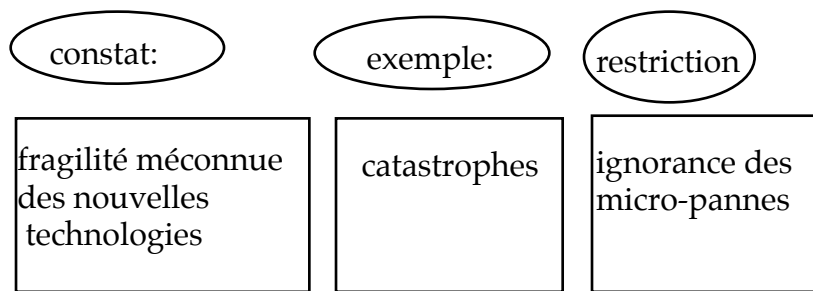 constat:
exemple:
restriction
fragilité méconnue
des nouvelles
technologies
catastrophes
ignorance des
micro-pannes